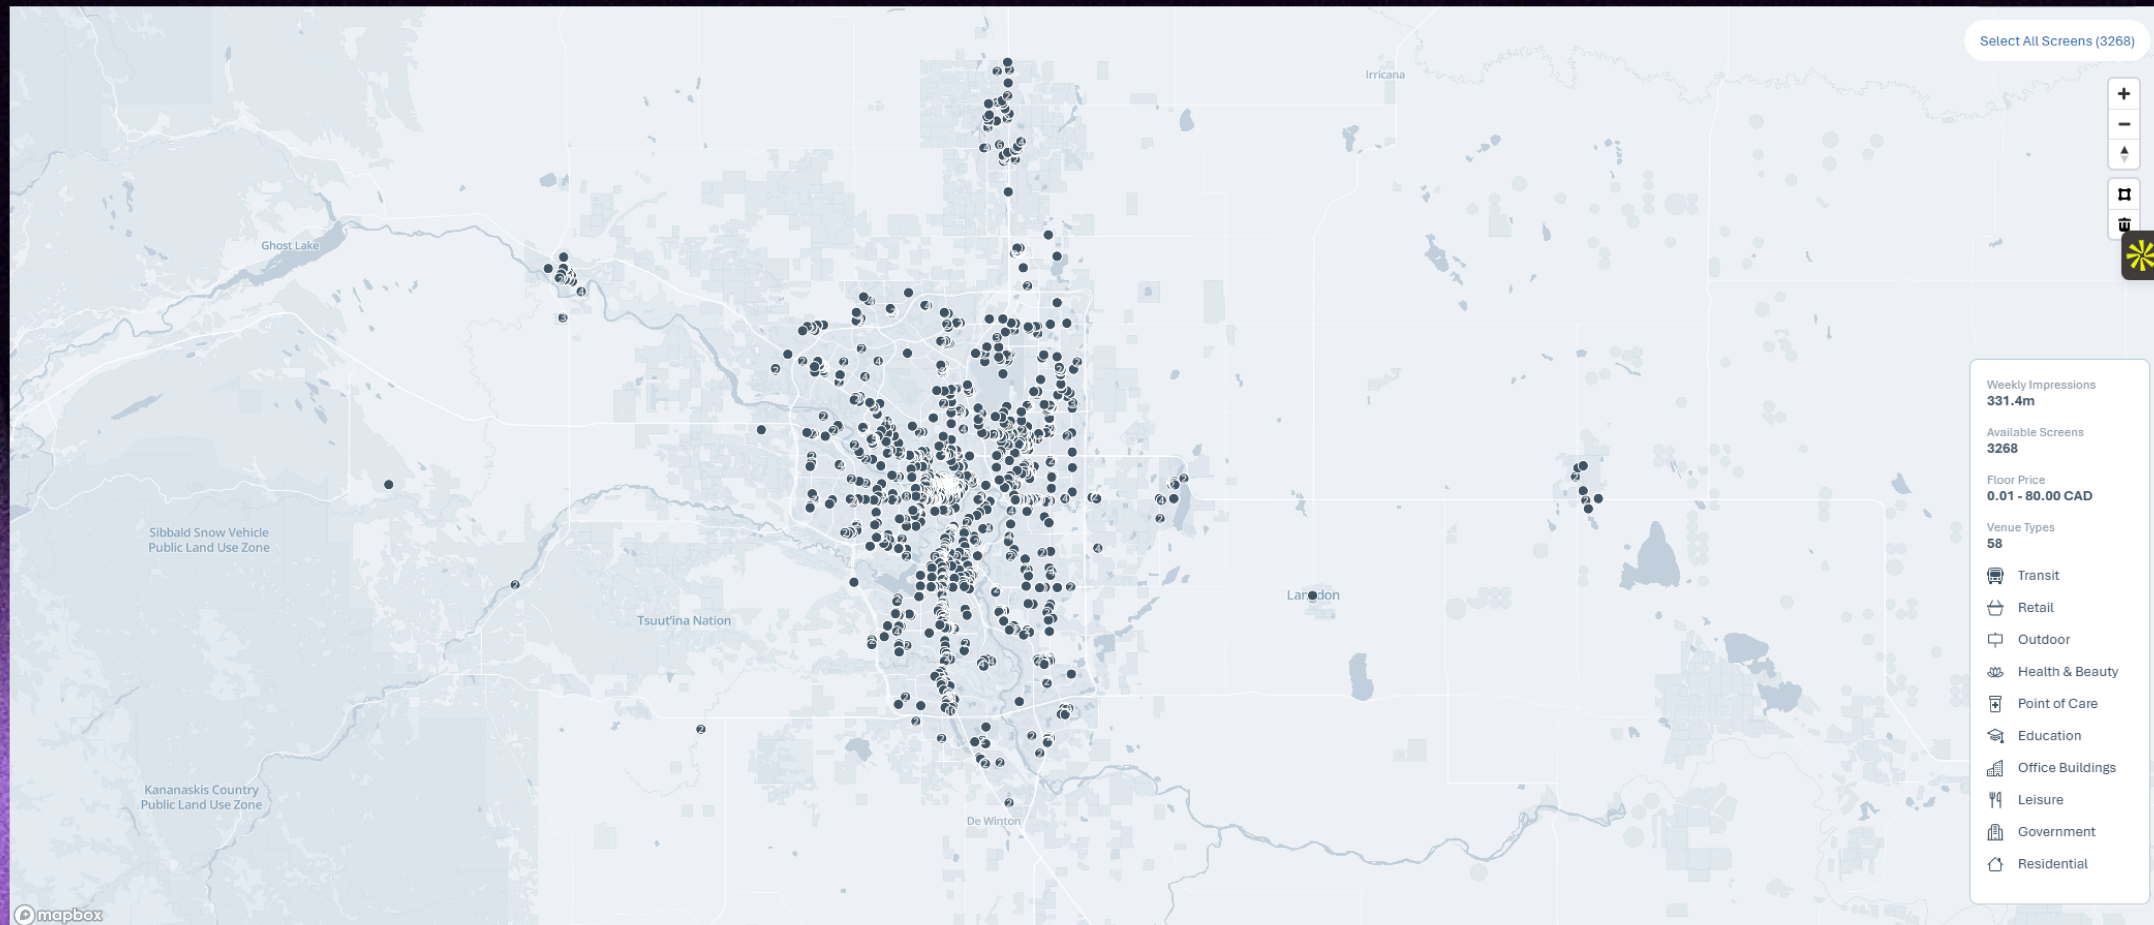 Select All Screens (3268)
Irricana
Ghost Lake
Weekly Impressions
331.4m
Available Screens
3268
Floor Price
0.01 - 80.00 CAD
Venue Types
58
Transit
Retail
Outdoor
Health & Beauty
Point of Care
Education
Office Buildings
Leisure
Government
Residential
Sibbald Snow Vehicle
Public Land Use Zone
Tsuut'ina Nation
Langdon
Kananaskis Country
Public Land Use Zone
De Winton
mapbox